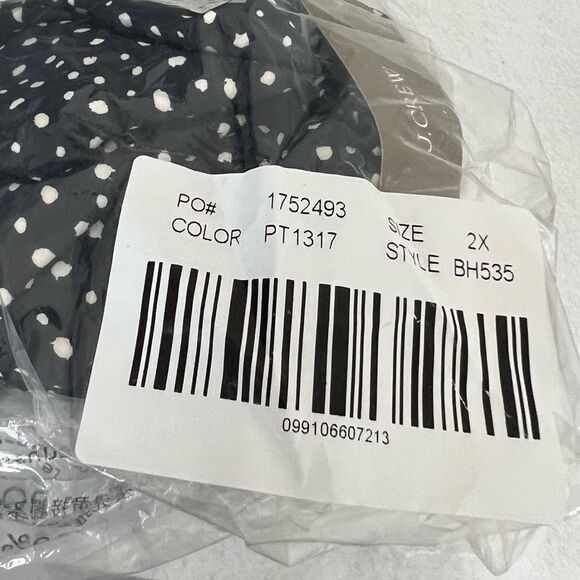 J.CREW
PO# 1752493 SIZE 2X
COLOR PT1317 STYLE BH535
099106607213